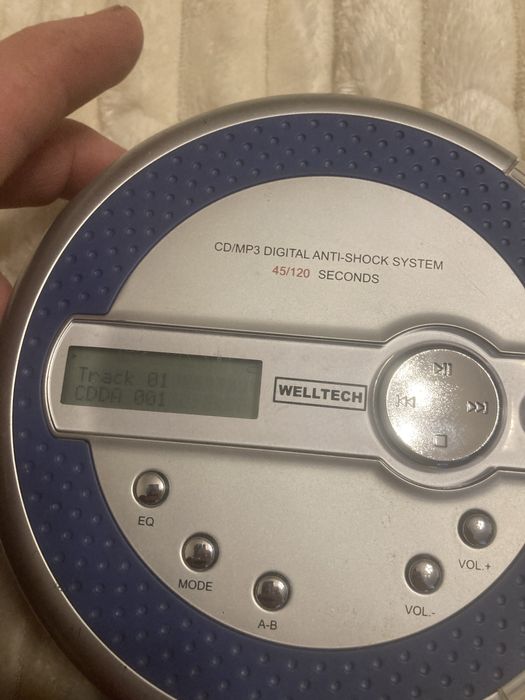 CD/MP3 DIGITAL ANTI-SHOCK SYSTEM
45/120 SECONDS
Track 01
CDDA 001
WELLTECH
EQ
MODE
A-B
VOL.-
VOL.+